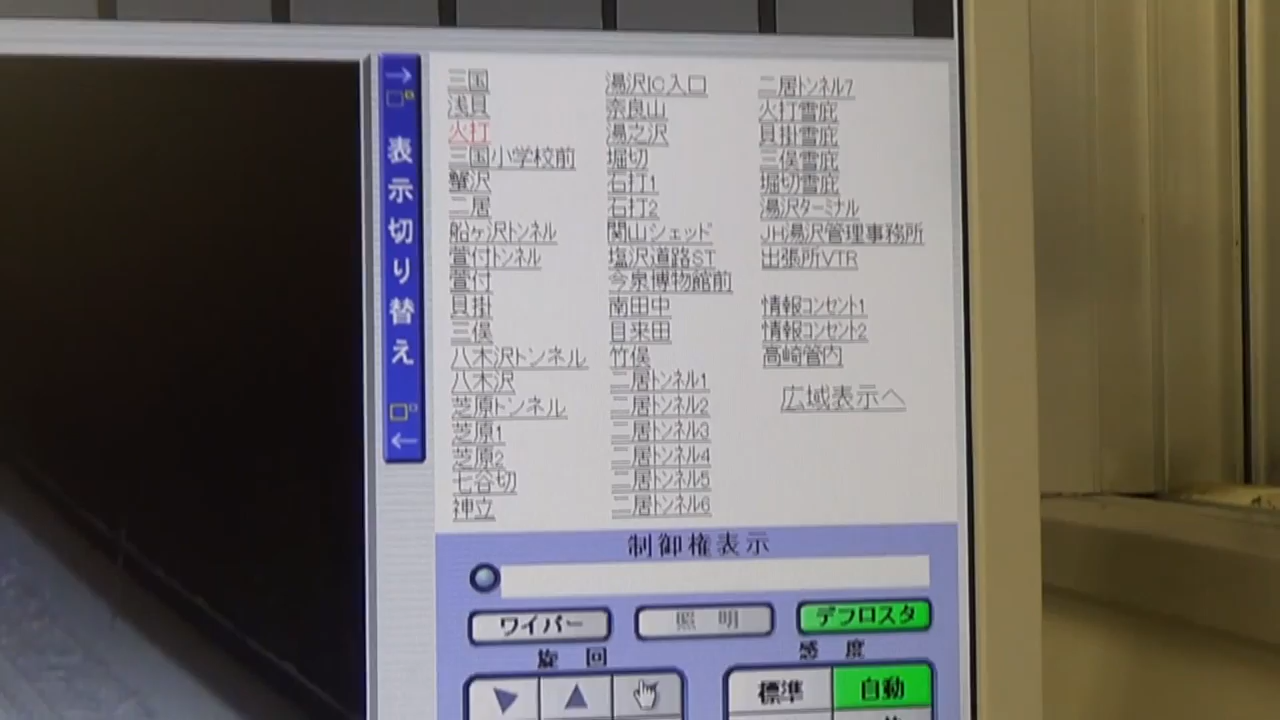 表示切り替え
三国
浅貝
火打
三国小学校前
蟹沢
二居
船ヶ沢トンネル
萱付トンネル
萱付
貝掛
三俣
八木沢トンネル
八木沢
芝原トンネル
芝原1
芝原2
七谷切
神立
湯沢IC入口
奈良山
湯之沢
堀切
石打1
石打2
関山シェッド
塩沢道路ST
今泉博物館前
南田中
目来田
竹俣
二居トンネル1
二居トンネル2
二居トンネル3
二居トンネル4
二居トンネル5
二居トンネル6
二居トンネル7
火打雪庇
貝掛雪庇
三俣雪庇
堀切雪庇
湯沢ターミナル
JH湯沢管理事務所
出張所VTR
情報コンセント1
情報コンセント2
高崎管内
広域表示へ
制御権表示
ワイパー
照 明
デフロスタ
旋 回
感 度
標準
自動